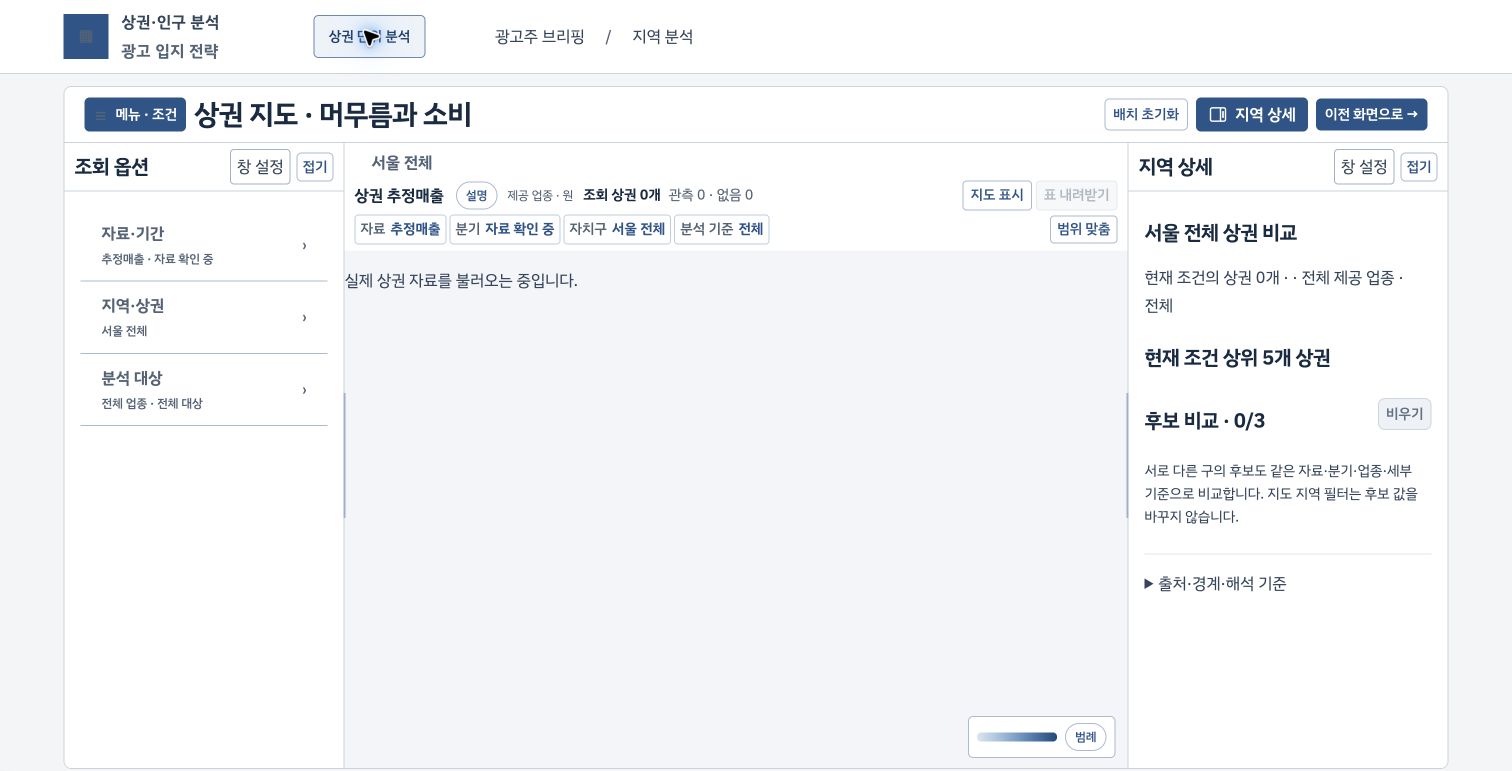 상권·인구 분석
광고 입지 전략
상권 분석
광고주 브리핑 / 지역 분석
메뉴 · 조건
상권 지도 · 머무름과 소비
배치 초기화
지역 상세
이전 화면으로 →
조회 옵션
창 설정
접기
자료·기간
추정매출 · 자료 확인 중
지역·상권
서울 전체
분석 대상
전체 업종 · 전체 대상
서울 전체
상권 추정매출 설명 제공 업종 · 원 조회 상권 0개 관측 0 · 없음 0
지도 표시
표 내려받기
자료 추정매출
분기 자료 확인 중
자치구 서울 전체
분석 기준 전체
범위 맞춤
실제 상권 자료를 불러오는 중입니다.
범례
지역 상세
창 설정
접기
서울 전체 상권 비교
현재 조건의 상권 0개 · · 전체 제공 업종 ·
전체
현재 조건 상위 5개 상권
후보 비교 · 0/3
비우기
서로 다른 구의 후보도 같은 자료·분기·업종·세부
기준으로 비교합니다. 지도 지역 필터는 후보 값을
바꾸지 않습니다.
▶ 출처·경계·해석 기준